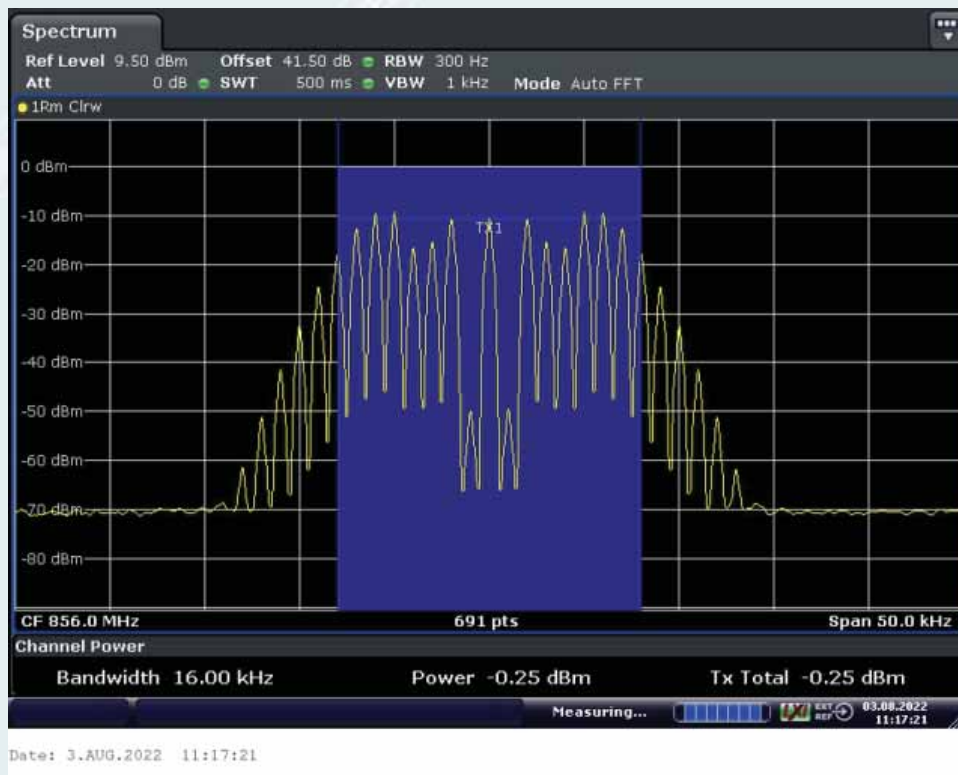 Spectrum
Ref Level 9.50 dBm Offset 41.50 dB RBW 300 Hz
Att 0 dB SWT 500 ms VBW 1 kHz Mode Auto FFT
1Rm Clrw
0 dBm
-10 dBm
TX1
-20 dBm
-30 dBm
-40 dBm
-50 dBm
-60 dBm
-70 dBm
-80 dBm
CF 856.0 MHz 691 pts Span 50.0 kHz
Channel Power
Bandwidth 16.00 kHz Power -0.25 dBm Tx Total -0.25 dBm
Measuring... LXI EXT REF 03.08.2022
11:17:21
Date: 3.AUG.2022 11:17:21